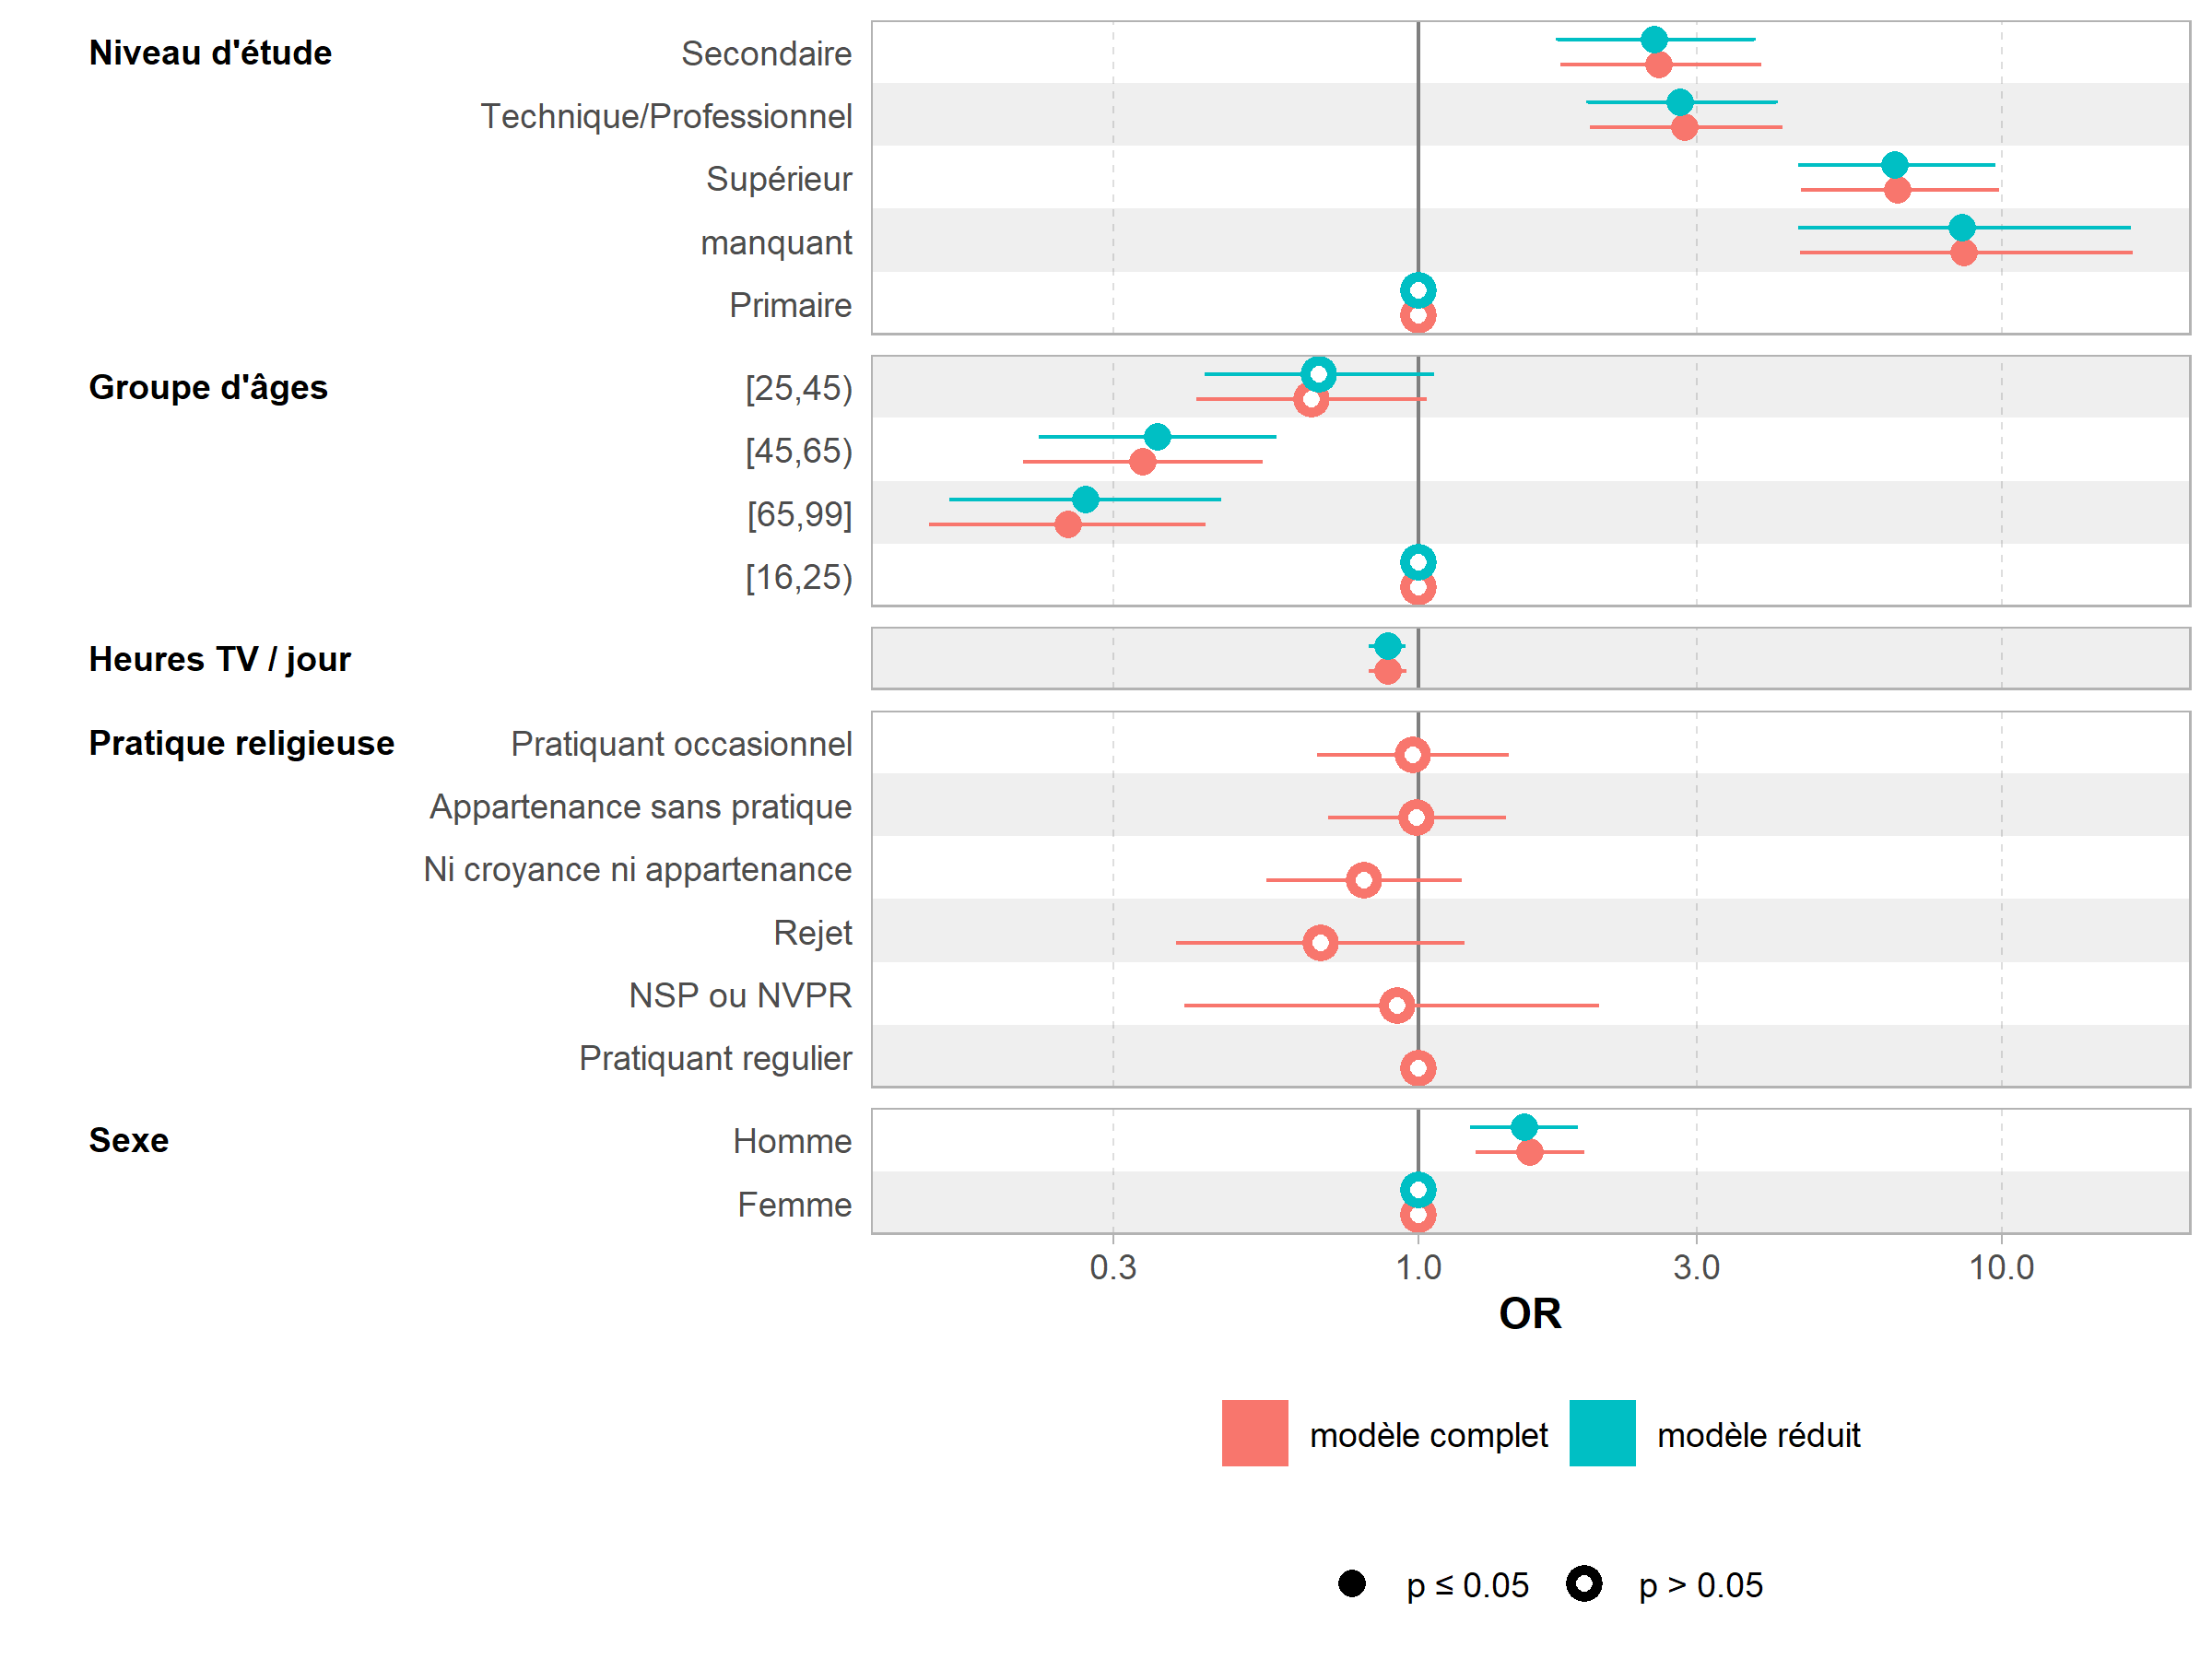 Niveau d'étude
Secondaire
Technique/Professionnel
Supérieur
manquant
Primaire
Groupe d'âges
[25,45)
[45,65)
[65,99]
[16,25)
Heures TV / jour
Pratique religieuse
Pratiquant occasionnel
Appartenance sans pratique
Ni croyance ni appartenance
Rejet
NSP ou NVPR
Pratiquant regulier
Sexe
Homme
Femme
0.3 1.0 3.0 10.0
OR
modèle complet modèle réduit
p ≤ 0.05 p > 0.05